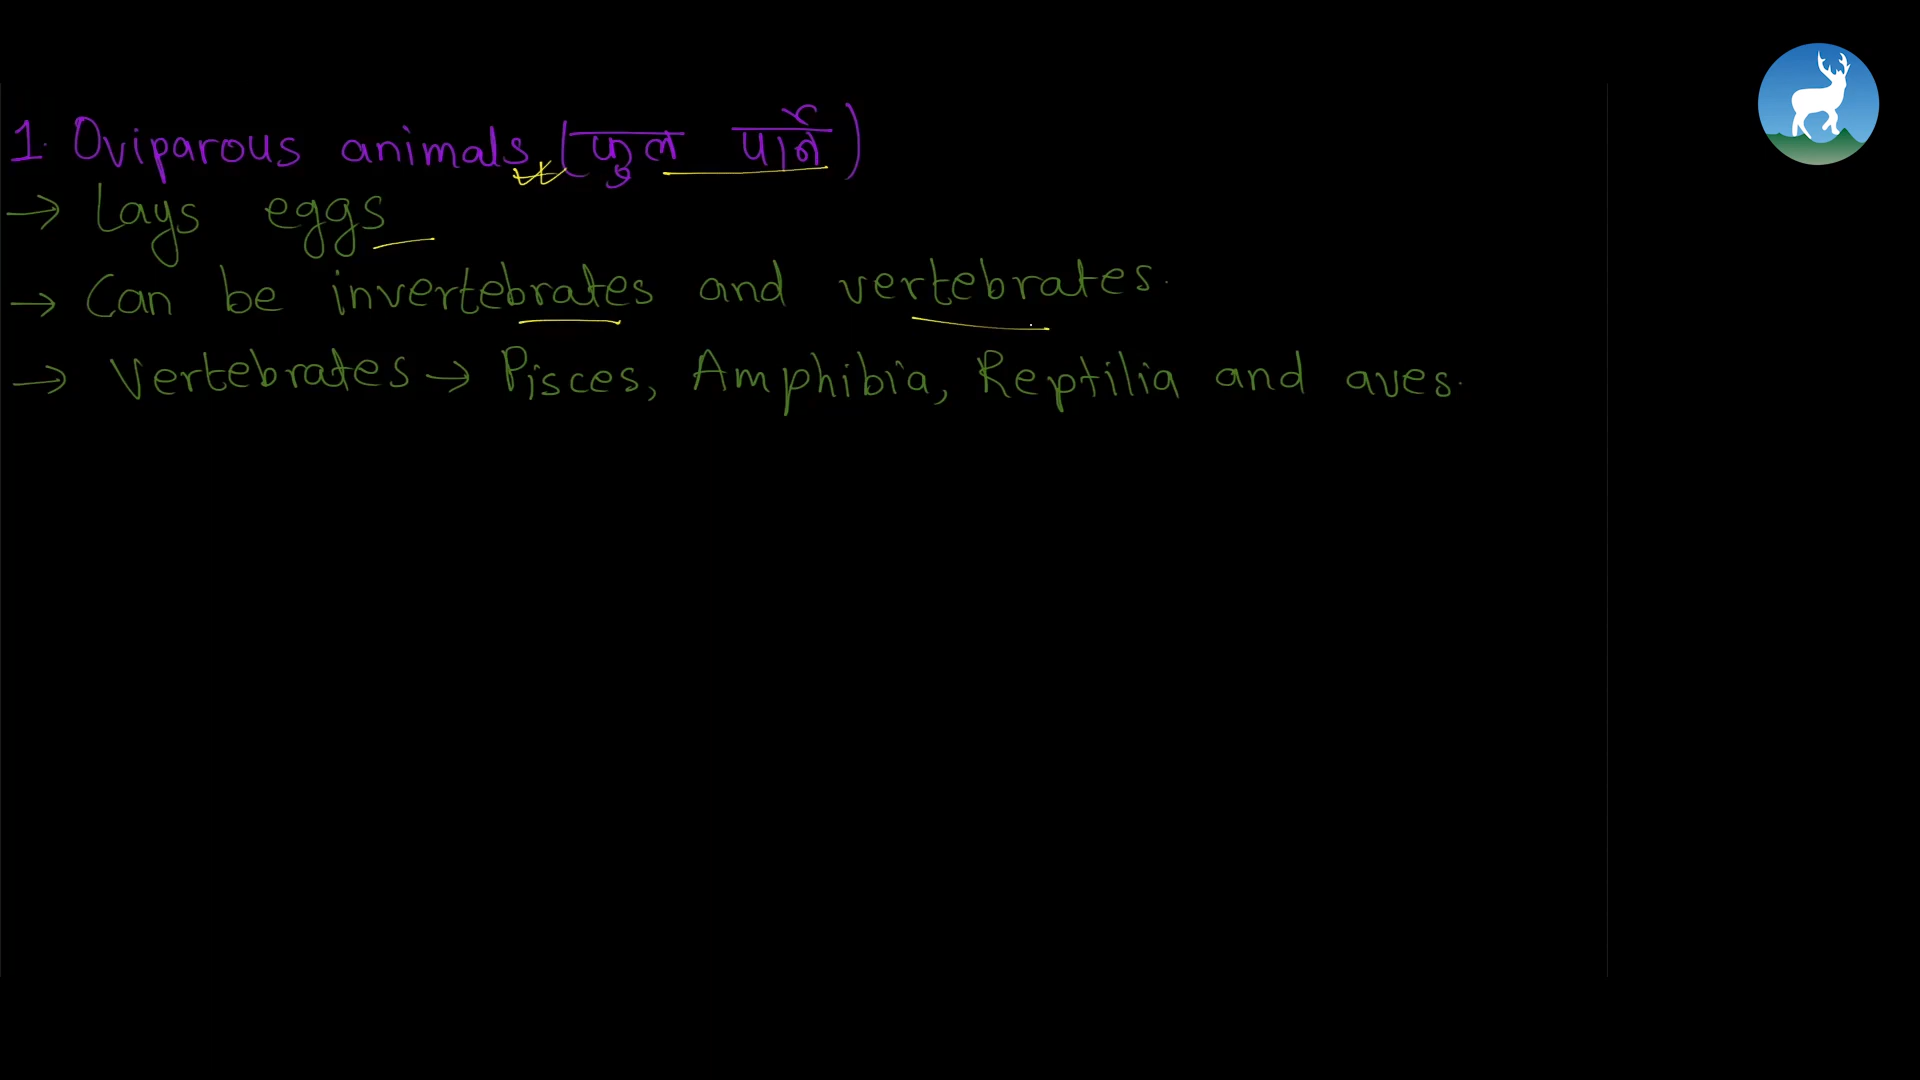 1. Oviparous animals (फुल पार्ने)
→ Lays eggs
→ Can be invertebrates and vertebrates.
→ Vertebrates → Pisces, Amphibia, Reptilia and aves.